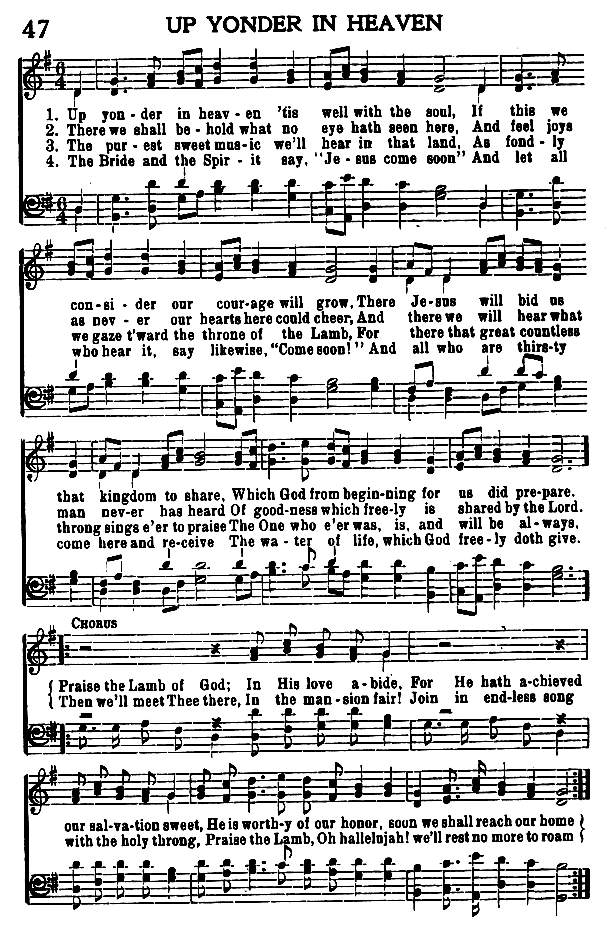 47
UP YONDER IN HEAVEN
1. Up yon - der in heav - en 'tis well with the soul, If this we
2. There we shall be - hold what no eye hath seen here, And feel joys
3. The pur - est sweet mus - ic we'll hear in that land, As fond - ly
4. The Bride and the Spir - it say, "Je - sus come soon" And let all
con - si - der our cour - age will grow, There Je - sus will bid us
as nev - er our hearts here could cheer, And there we will hear what
we gaze t'ward the throne of the Lamb, For there that great countless
who hear it, say likewise, "Come soon!" And all who are thirs - ty
that kingdom to share, Which God from begin - ning for us did pre - pare.
man nev - er has heard Of good - ness which free - ly is shared by the Lord.
throng sings e'er to praise The One who e'er was, is, and will be al - ways.
come here and re - ceive The wa - ter of life, which God free - ly doth give.
CHORUS
Praise the Lamb of God; In His love a - bide, For He hath a - chieved
Then we'll meet Thee there, In the man - sion fair! Join in end - less song
our sal - va - tion sweet, He is worth - y of our honor, soon we shall reach our home
with the holy throng, Praise the Lamb, Oh hallelujah! we'll rest no more to roam